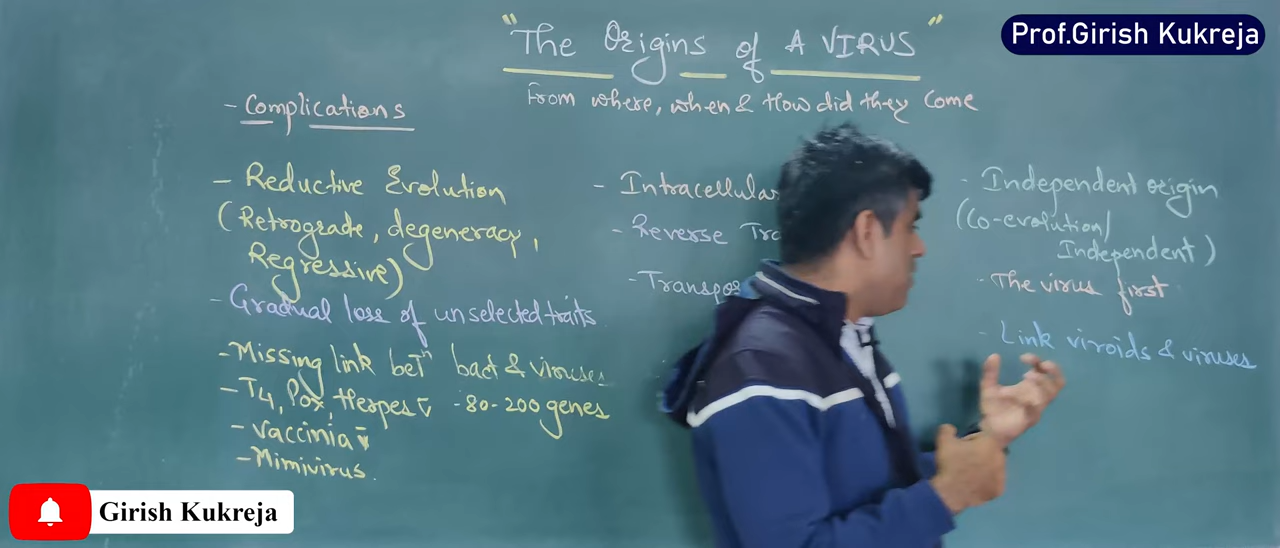 "The Origins of A VIRUS"
Prof.Girish Kukreja
From where, when & How did they Come
- Complications
- Reductive Evolution
(Retrograde, degeneracy,
Regressive)
- Gradual loss of unselected traits
- Missing link betn bact & viruses
- T4, Pox, Herpes - 80-200 genes
- Vaccinia
- Mimivirus.
- Intracellular
- Reverse Tra
- Transpos
- Independent origin
(Co-evolution/
Independent)
- The virus first
- Link viroids & viruses
Girish Kukreja